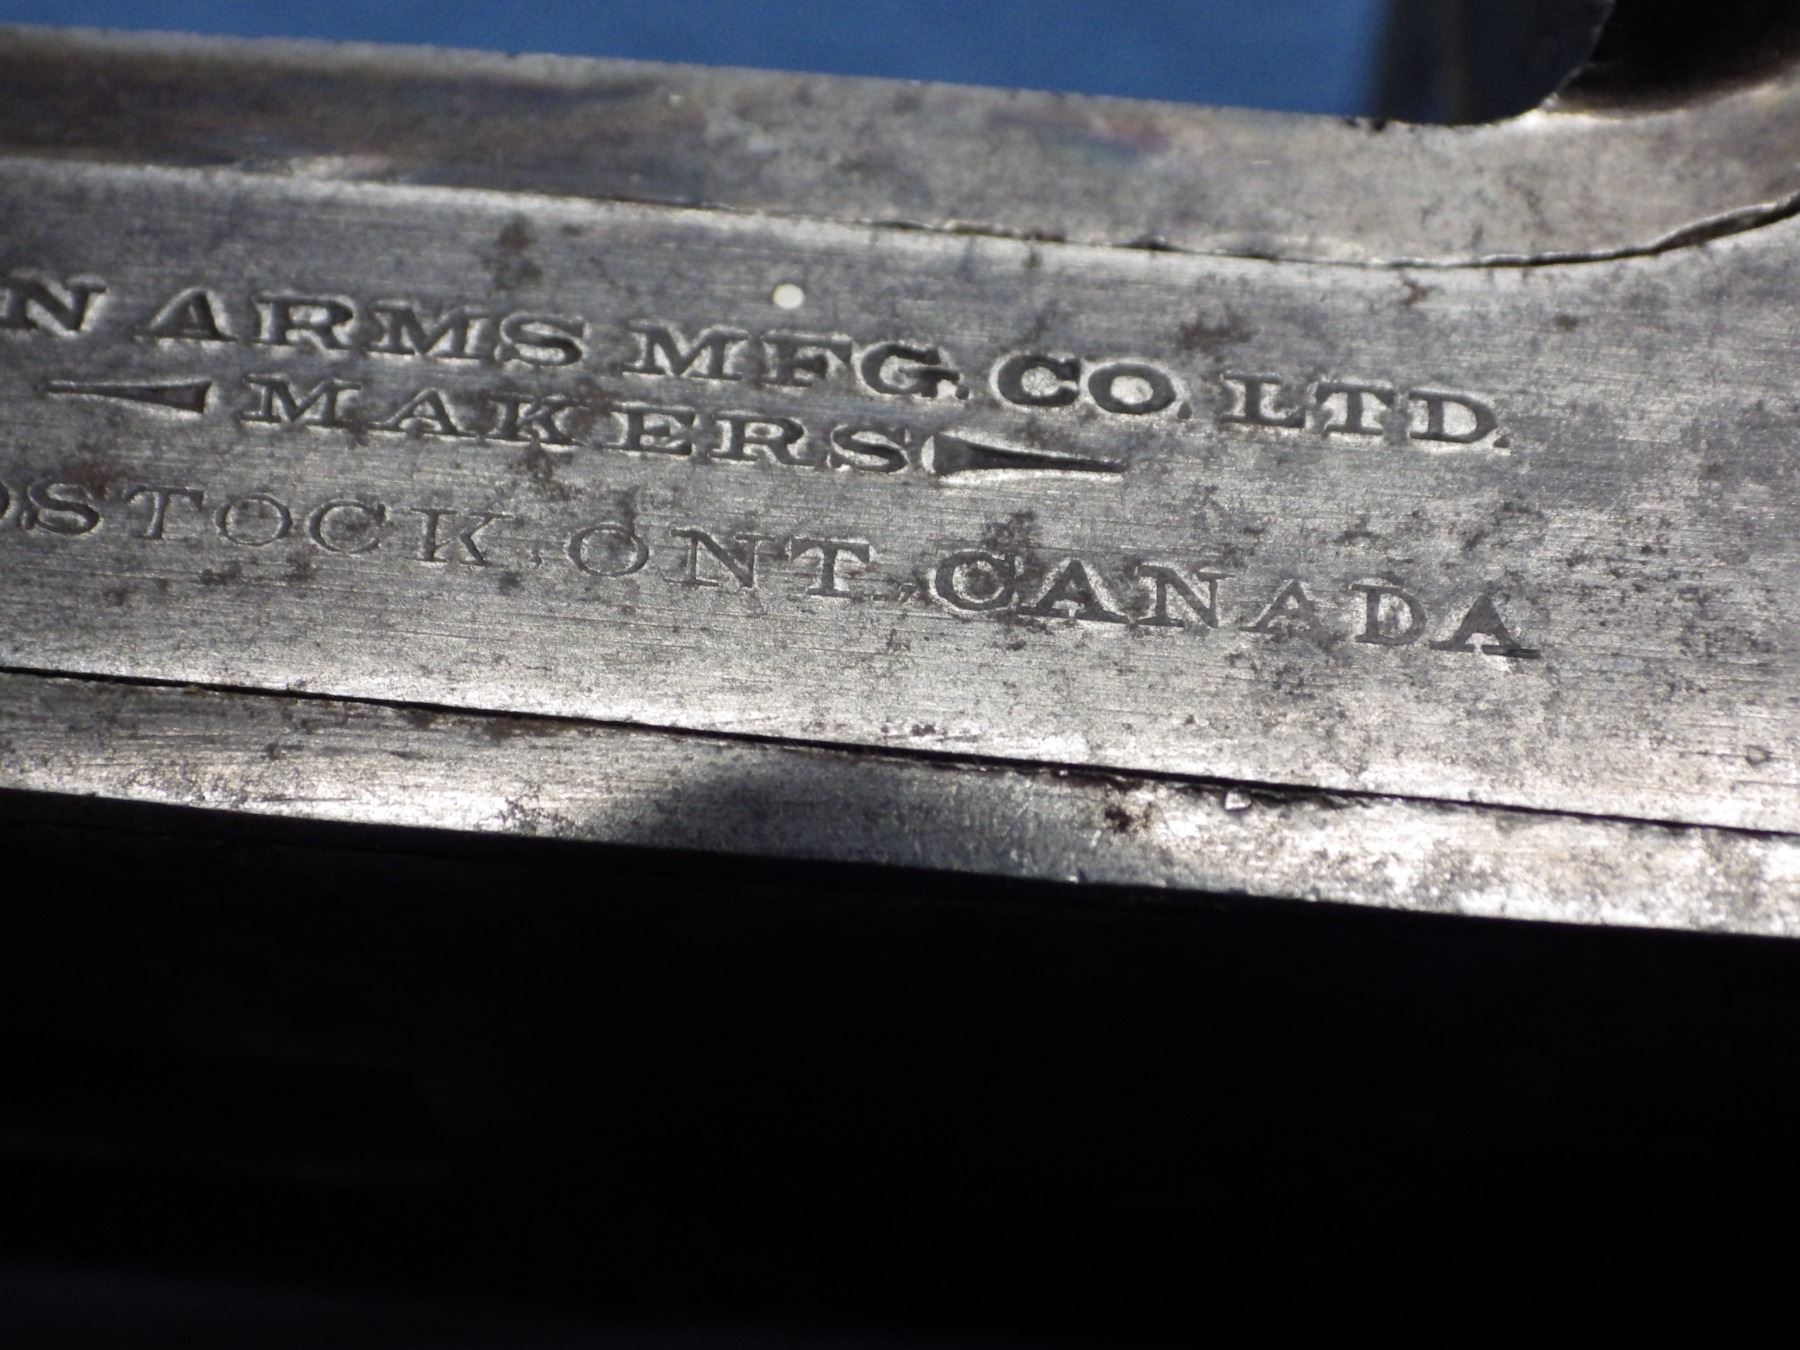 N ARMS MFG. CO. LTD.
MAKERS
OSTOCK, ONT., CANADA